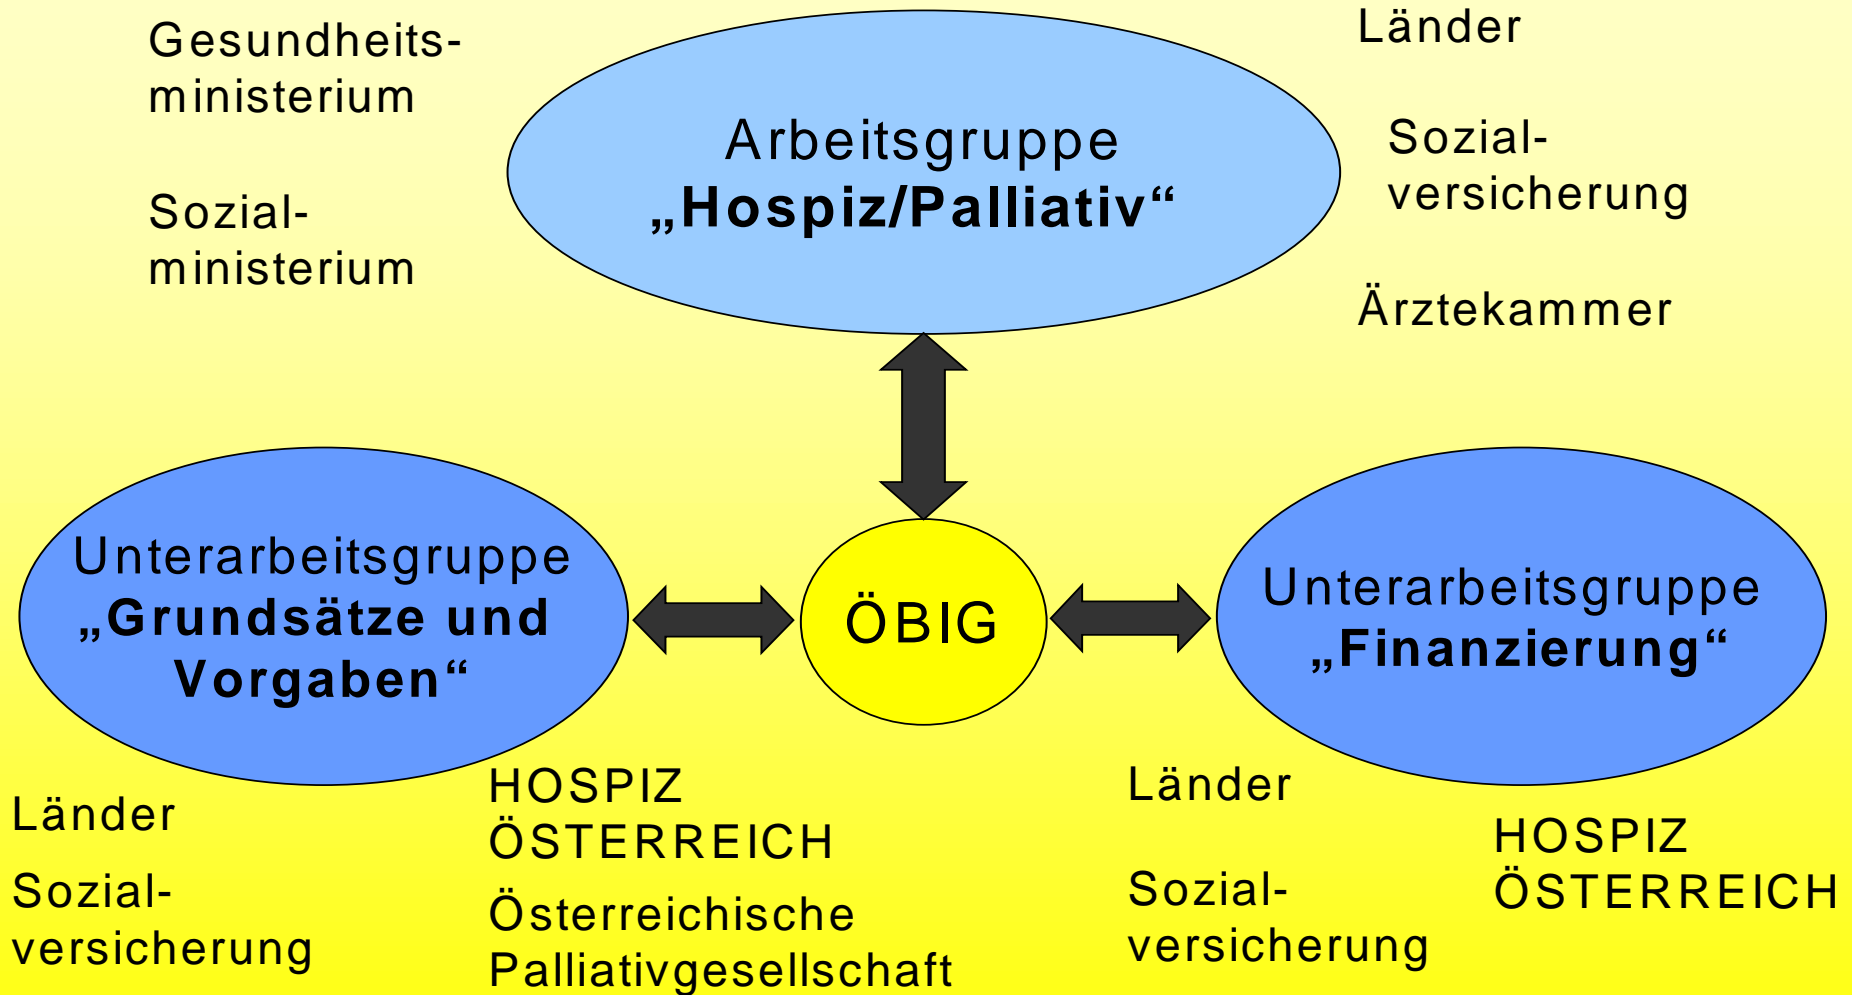 Gesundheits-
ministerium
Sozial-
ministerium
Arbeitsgruppe
„Hospiz/Palliativ“
Länder
Sozial-
versicherung
Ärztekammer
Unterarbeitsgruppe
„Grundsätze und
Vorgaben“
ÖBIG
Unterarbeitsgruppe
„Finanzierung“
Länder
Sozial-
versicherung
HOSPIZ
ÖSTERREICH
Österreichische
Palliativgesellschaft
Länder
Sozial-
versicherung
HOSPIZ
ÖSTERREICH